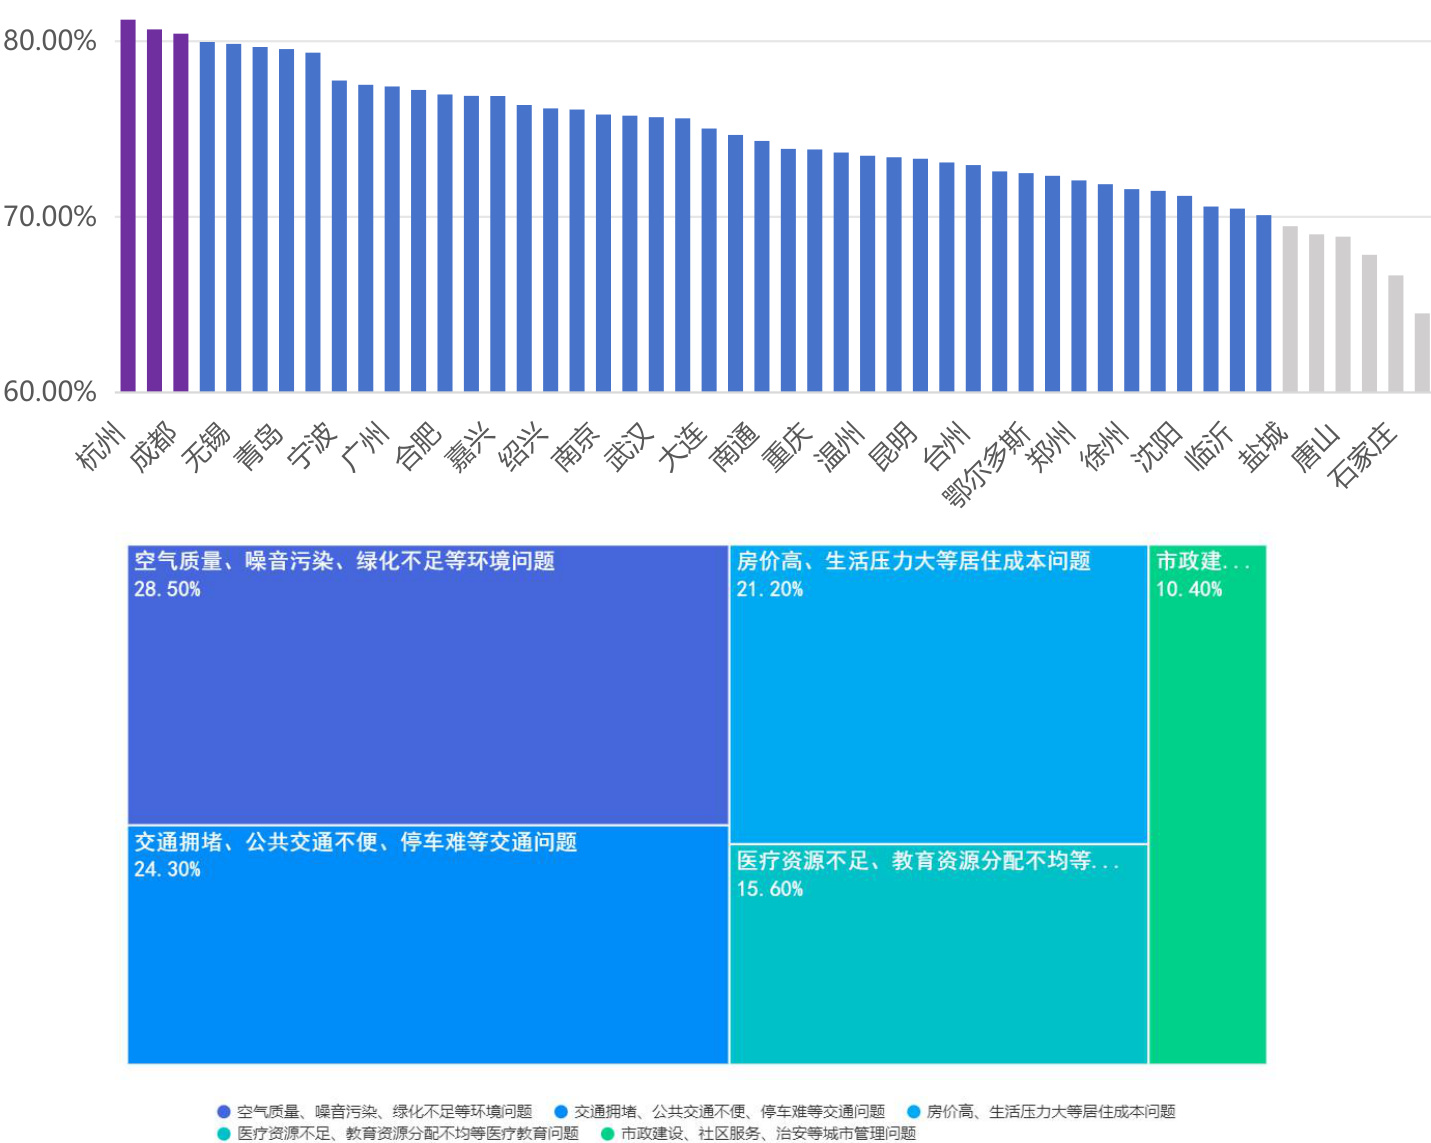 80.00%
70.00%
60.00%
杭州
成都
无锡
青岛
宁波
广州
合肥
嘉兴
绍兴
南京
武汉
大连
南通
重庆
温州
昆明
台州
鄂尔多斯
郑州
徐州
沈阳
临沂
盐城
唐山
石家庄
空气质量、噪音污染、绿化不足等环境问题
28.50%
房价高、生活压力大等居住成本问题
21.20%
市政建...
10.40%
交通拥堵、公共交通不便、停车难等交通问题
24.30%
医疗资源不足、教育资源分配不均等...
15.60%
空气质量、噪音污染、绿化不足等环境问题 交通拥堵、公共交通不便、停车难等交通问题 房价高、生活压力大等居住成本问题
医疗资源不足、教育资源分配不均等医疗教育问题 市政建设、社区服务、治安等城市管理问题